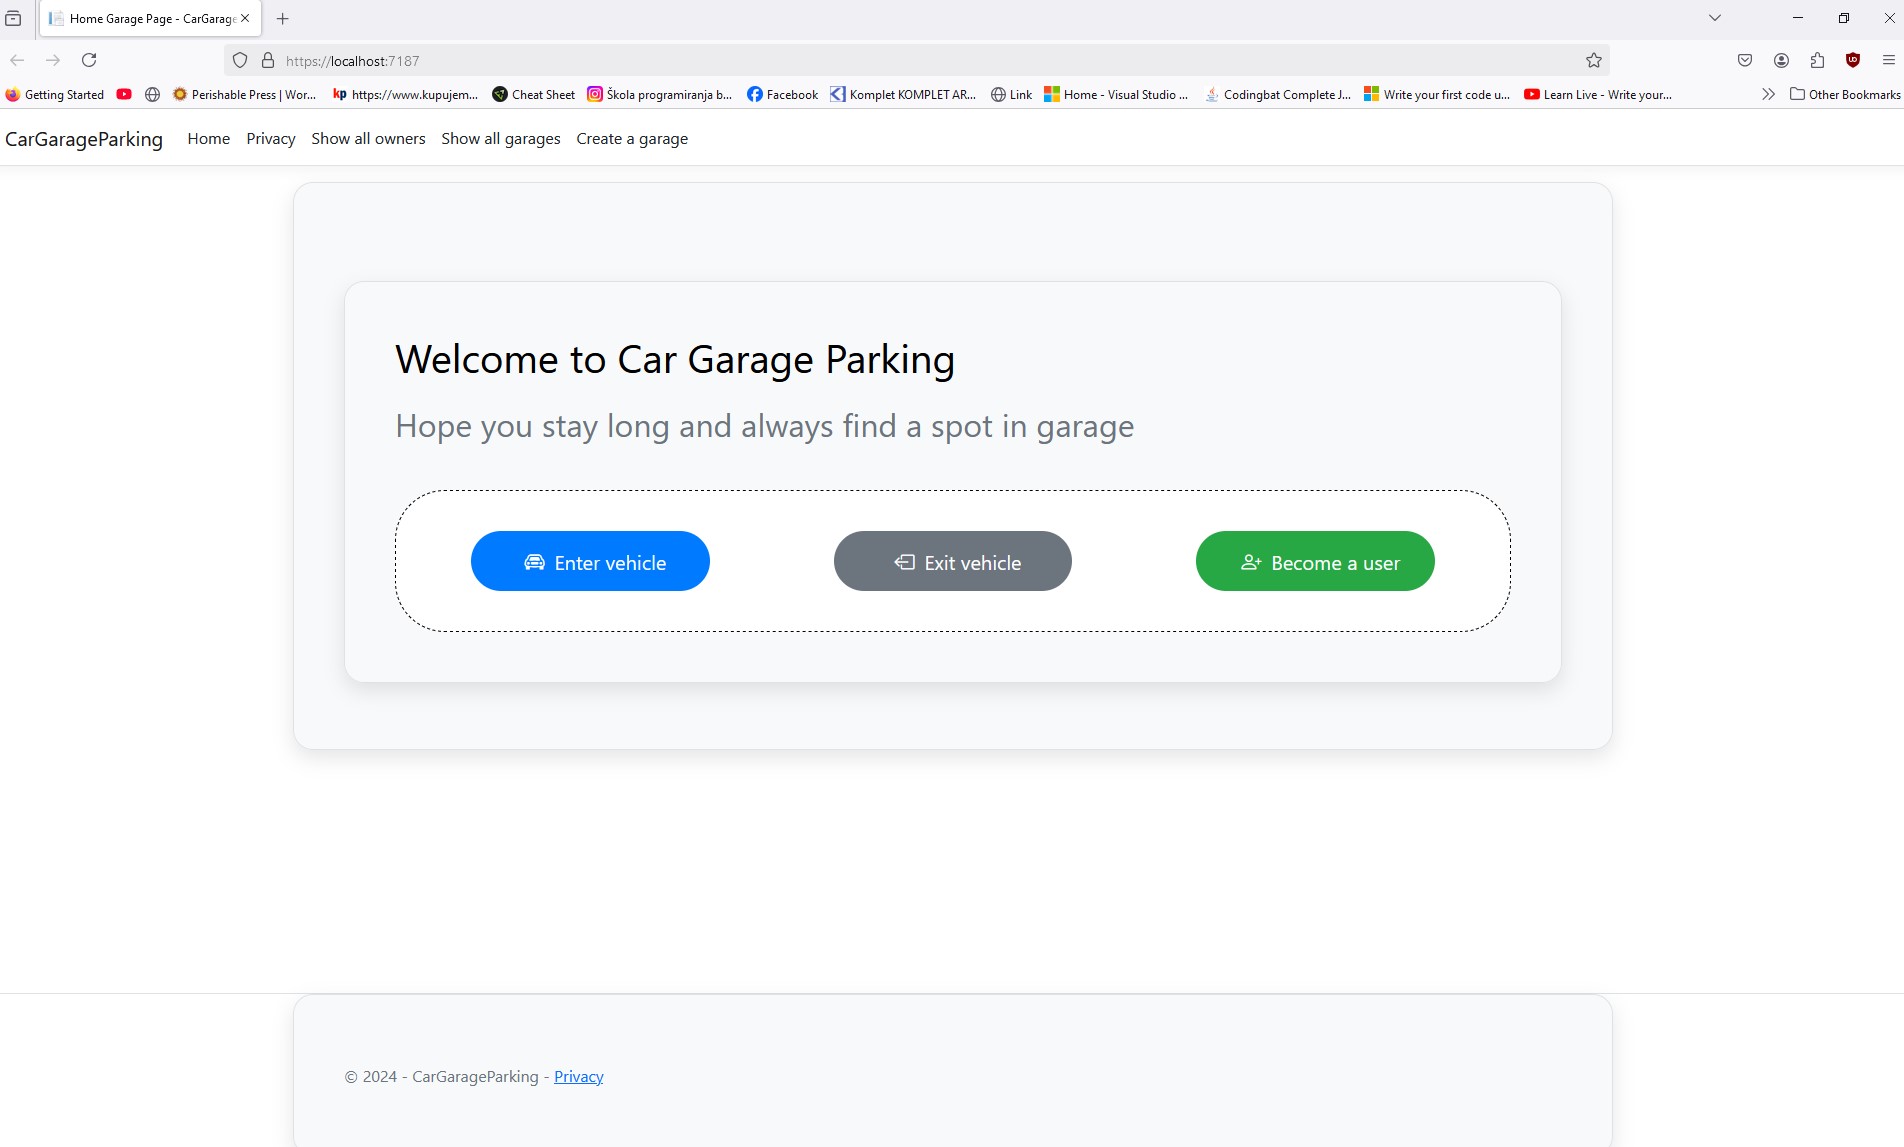 Home Garage Page - CarGarage
https://localhost:7187
Getting Started
Perishable Press | Wor...
kp https://www.kupujem...
Cheat Sheet
Škola programiranja b...
Facebook
Komplet KOMPLET AR...
Link
Home - Visual Studio ...
Codingbat Complete J...
Write your first code u...
Learn Live - Write your...
Other Bookmarks
CarGarageParking Home Privacy Show all owners Show all garages Create a garage
Welcome to Car Garage Parking
Hope you stay long and always find a spot in garage
Enter vehicle
Exit vehicle
Become a user
© 2024 - CarGarageParking - Privacy